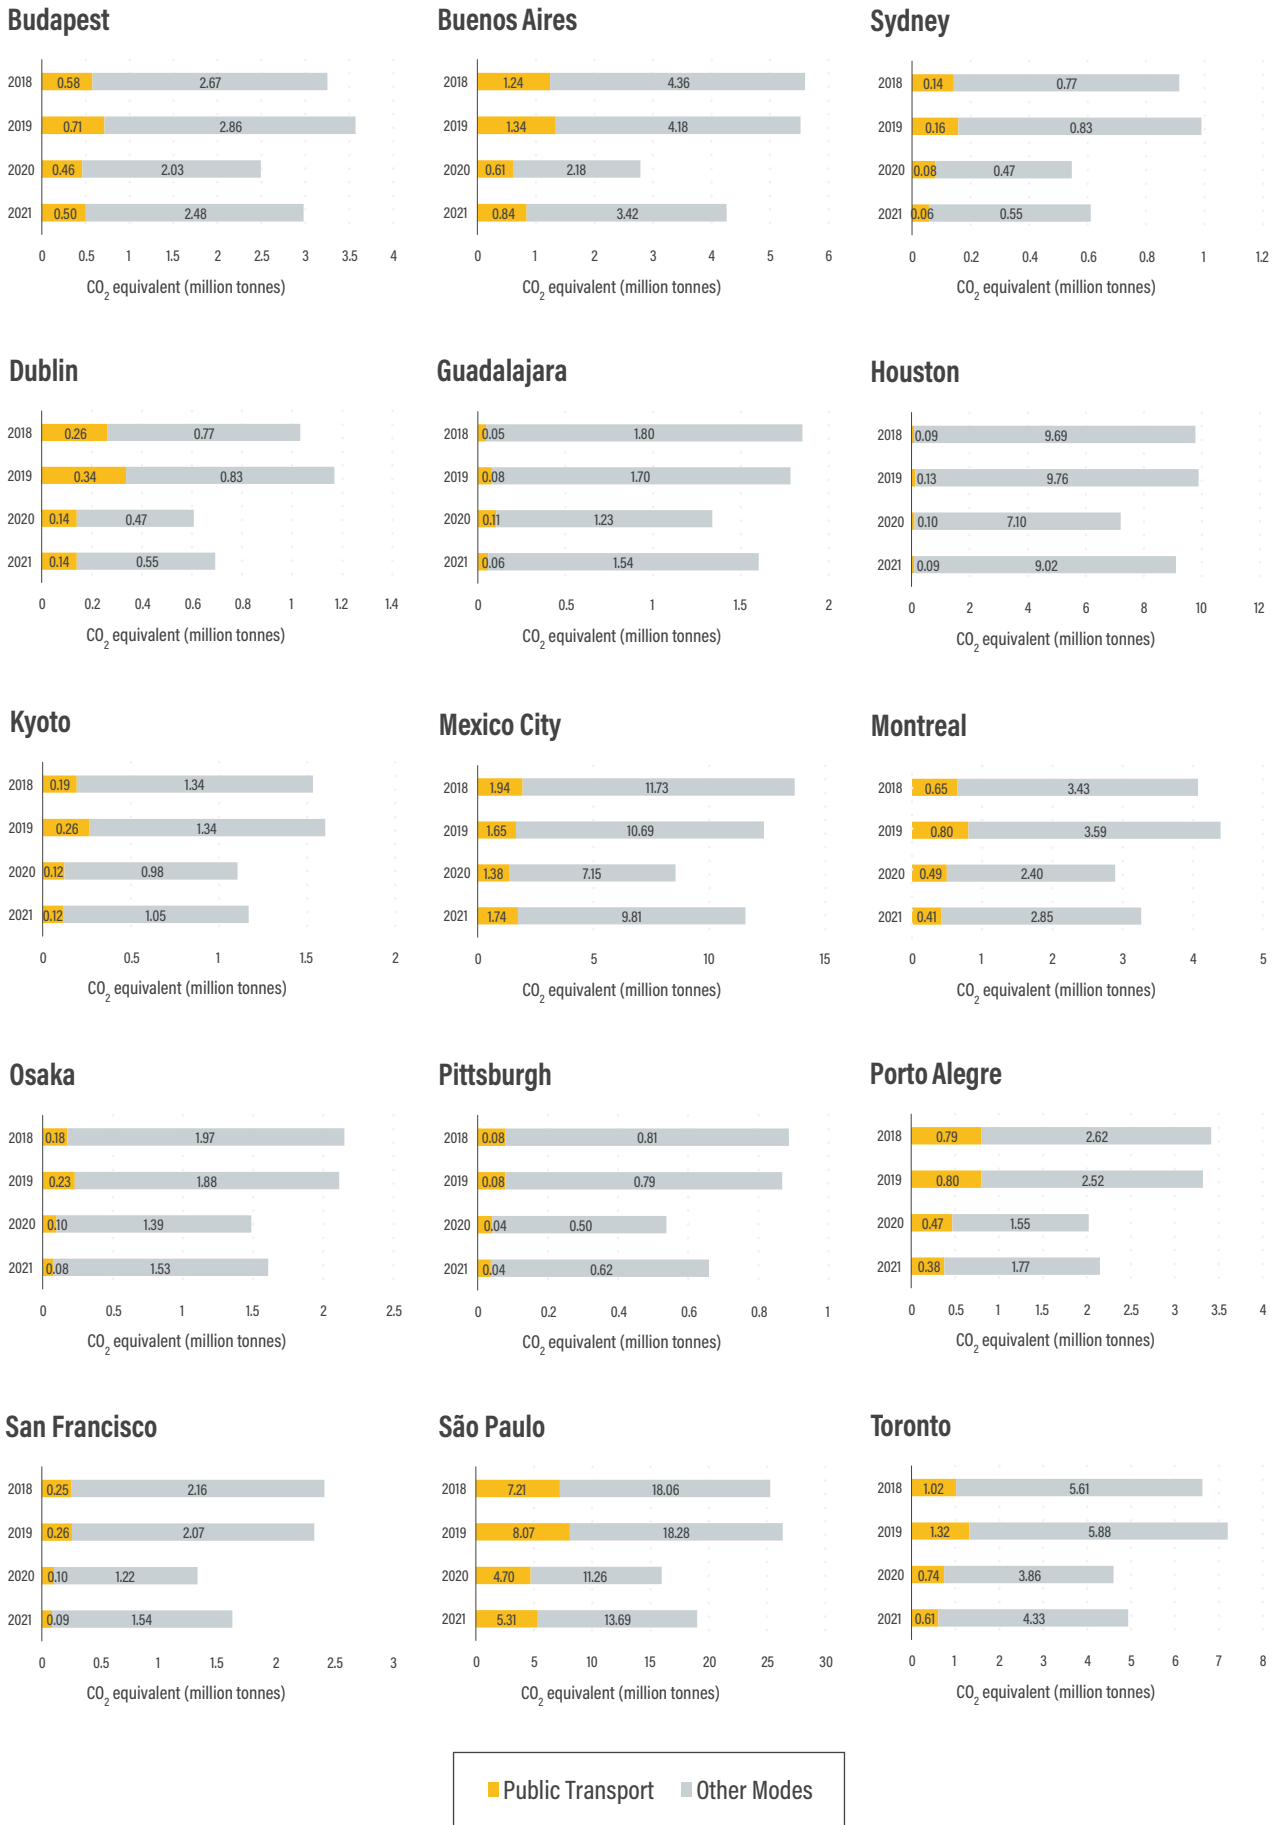 Budapest
2018 0.58 2.67
2019 0.71 2.86
2020 0.46 2.03
2021 0.50 2.48
0 0.5 1 1.5 2 2.5 3 3.5 4
CO2 equivalent (million tonnes)
Buenos Aires
2018 1.24 4.36
2019 1.34 4.18
2020 0.61 2.18
2021 0.84 3.42
0 1 2 3 4 5 6
CO2 equivalent (million tonnes)
Sydney
2018 0.14 0.77
2019 0.16 0.83
2020 0.08 0.47
2021 0.06 0.55
0 0.2 0.4 0.6 0.8 1 1.2
CO2 equivalent (million tonnes)
Dublin
2018 0.26 0.77
2019 0.34 0.83
2020 0.14 0.47
2021 0.14 0.55
0 0.2 0.4 0.6 0.8 1 1.2 1.4
CO2 equivalent (million tonnes)
Guadalajara
2018 0.05 1.80
2019 0.08 1.70
2020 0.11 1.23
2021 0.06 1.54
0 0.5 1 1.5 2
CO2 equivalent (million tonnes)
Houston
2018 0.09 9.69
2019 0.13 9.76
2020 0.10 7.10
2021 0.09 9.02
0 2 4 6 8 10 12
CO2 equivalent (million tonnes)
Kyoto
2018 0.19 1.34
2019 0.26 1.34
2020 0.12 0.98
2021 0.12 1.05
0 0.5 1 1.5 2
CO2 equivalent (million tonnes)
Mexico City
2018 1.94 11.73
2019 1.65 10.69
2020 1.38 7.15
2021 1.74 9.81
0 5 10 15
CO2 equivalent (million tonnes)
Montreal
2018 0.65 3.43
2019 0.80 3.59
2020 0.49 2.40
2021 0.41 2.85
0 1 2 3 4 5
CO2 equivalent (million tonnes)
Osaka
2018 0.18 1.97
2019 0.23 1.88
2020 0.10 1.39
2021 0.08 1.53
0 0.5 1 1.5 2 2.5
CO2 equivalent (million tonnes)
Pittsburgh
2018 0.08 0.81
2019 0.08 0.79
2020 0.04 0.50
2021 0.04 0.62
0 0.2 0.4 0.6 0.8 1
CO2 equivalent (million tonnes)
Porto Alegre
2018 0.79 2.62
2019 0.80 2.52
2020 0.47 1.55
2021 0.38 1.77
0 0.5 1 1.5 2 2.5 3 3.5 4
CO2 equivalent (million tonnes)
San Francisco
2018 0.25 2.16
2019 0.26 2.07
2020 0.10 1.22
2021 0.09 1.54
0 0.5 1 1.5 2 2.5 3
CO2 equivalent (million tonnes)
São Paulo
2018 7.21 18.06
2019 8.07 18.28
2020 4.70 11.26
2021 5.31 13.69
0 5 10 15 20 25 30
CO2 equivalent (million tonnes)
Toronto
2018 1.02 5.61
2019 1.32 5.88
2020 0.74 3.86
2021 0.61 4.33
0 1 2 3 4 5 6 7 8
CO2 equivalent (million tonnes)
Public Transport Other Modes